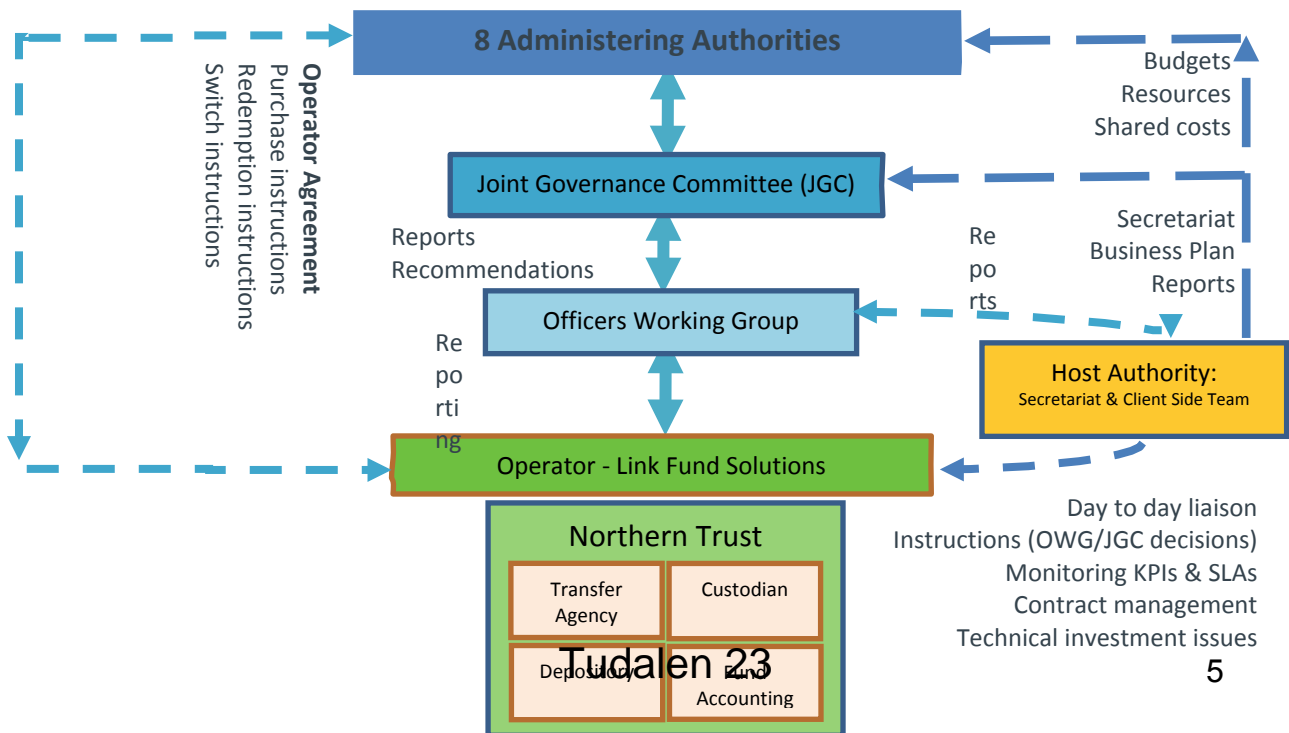 8 Administering Authorities
Budgets
Resources
Shared costs
Operator Agreement
Purchase instructions
Redemption instructions
Switch instructions
Joint Governance Committee (JGC)
Reports
Recommendations
Re
po
rts
Secretariat
Business Plan
Reports
Officers Working Group
Re
po
rti
ng
Host Authority:
Secretariat & Client Side Team
Operator - Link Fund Solutions
Northern Trust
Transfer
Agency
Custodian
Depository
Fund
Accounting
Day to day liaison
Instructions (OWG/JGC decisions)
Monitoring KPIs & SLAs
Contract management
Technical investment issues
Tudalen 23
5